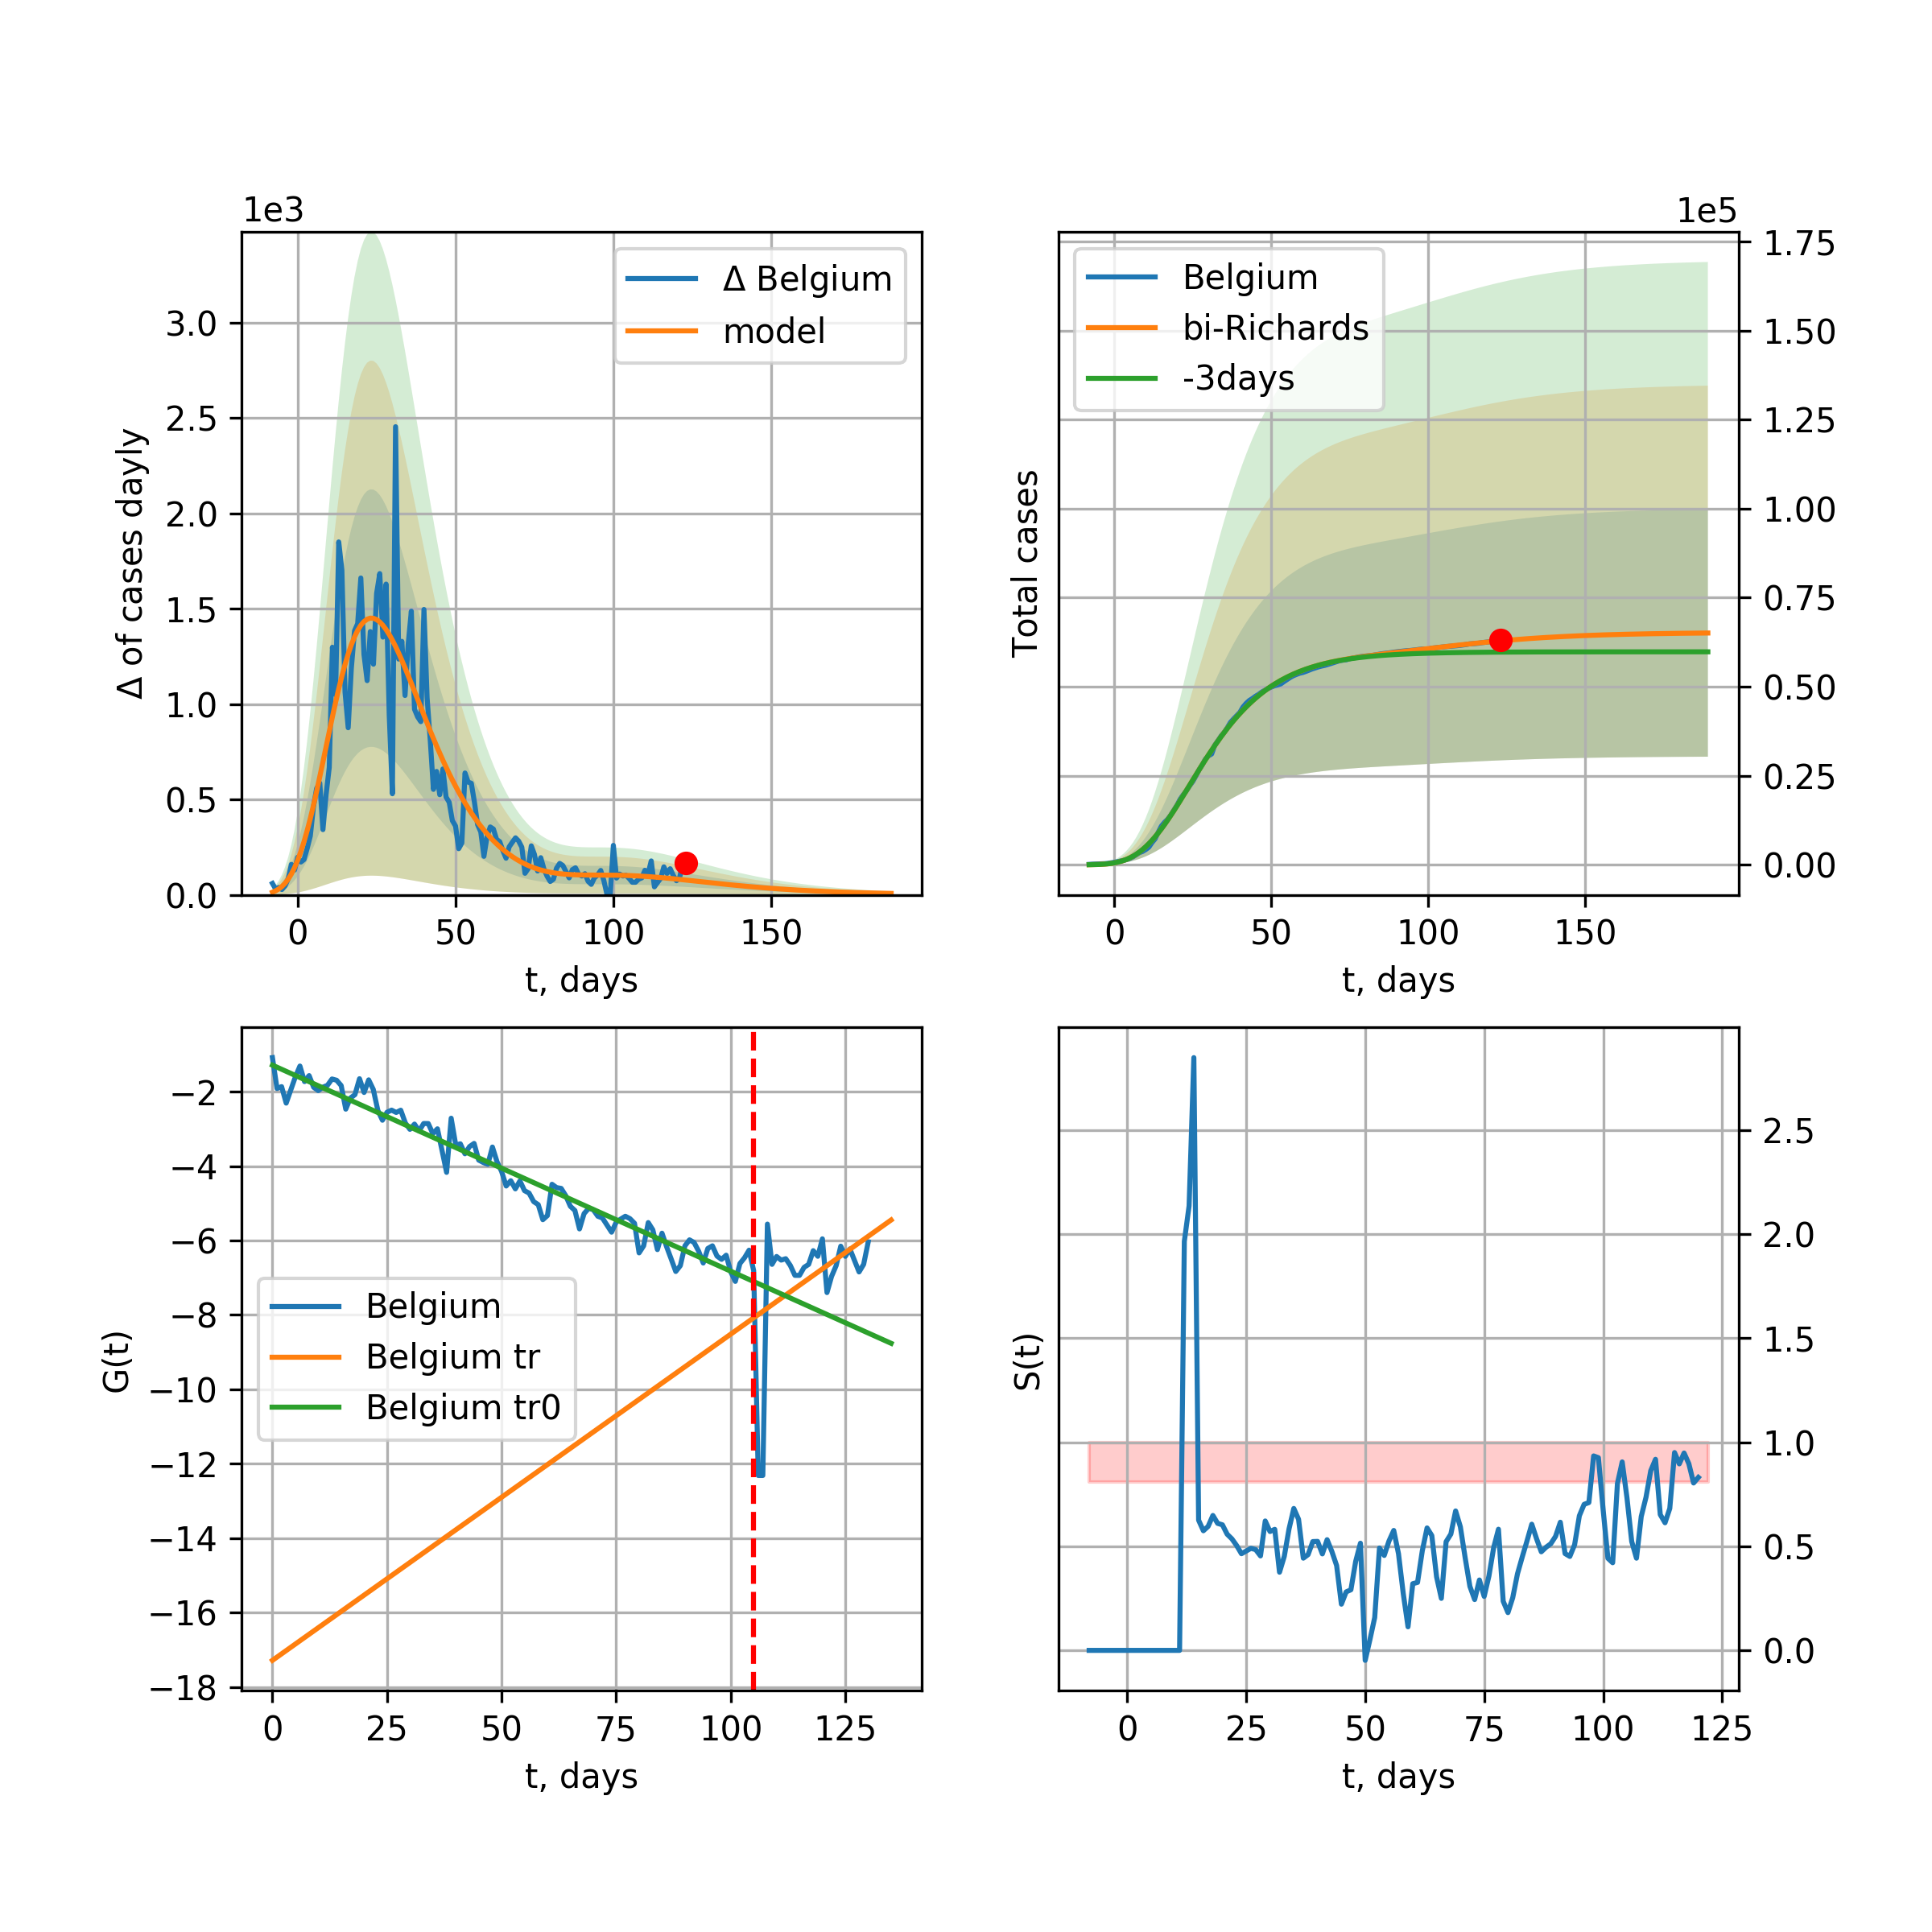 1e3
Δ of cases dayly
3.0
2.5
2.0
1.5
1.0
0.5
0.0
0 50 100 150
t, days
Δ Belgium
model
1e5
Total cases
1.75
1.50
1.25
1.00
0.75
0.50
0.25
0.00
0 50 100 150
t, days
Belgium
bi-Richards
-3days
G(t)
−2
−4
−6
−8
−10
−12
−14
−16
−18
0 25 50 75 100 125
t, days
Belgium
Belgium tr
Belgium tr0
S(t)
2.5
2.0
1.5
1.0
0.5
0.0
0 25 50 75 100 125
t, days